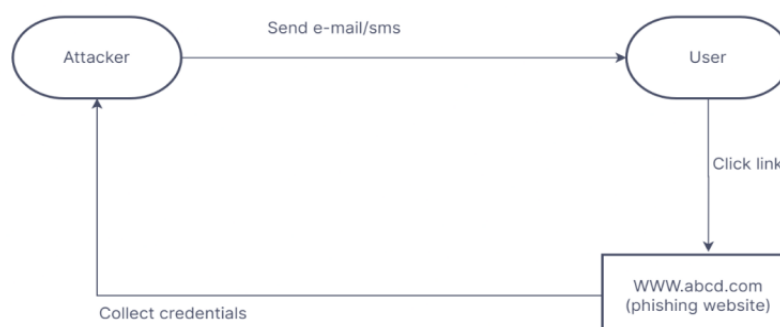 Send e-mail/sms
Attacker
User
Click link
WWW.abcd.com
(phishing website)
Collect credentials